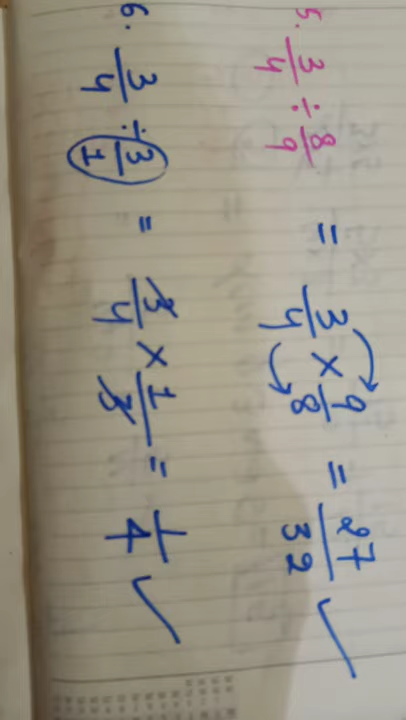 5. 3/4 ÷ 8/9 = 3/4 × 9/8 = 27/32 ✓
6. 3/4 ÷ 3/1 = 3/4 × 1/3 = 1/4 ✓